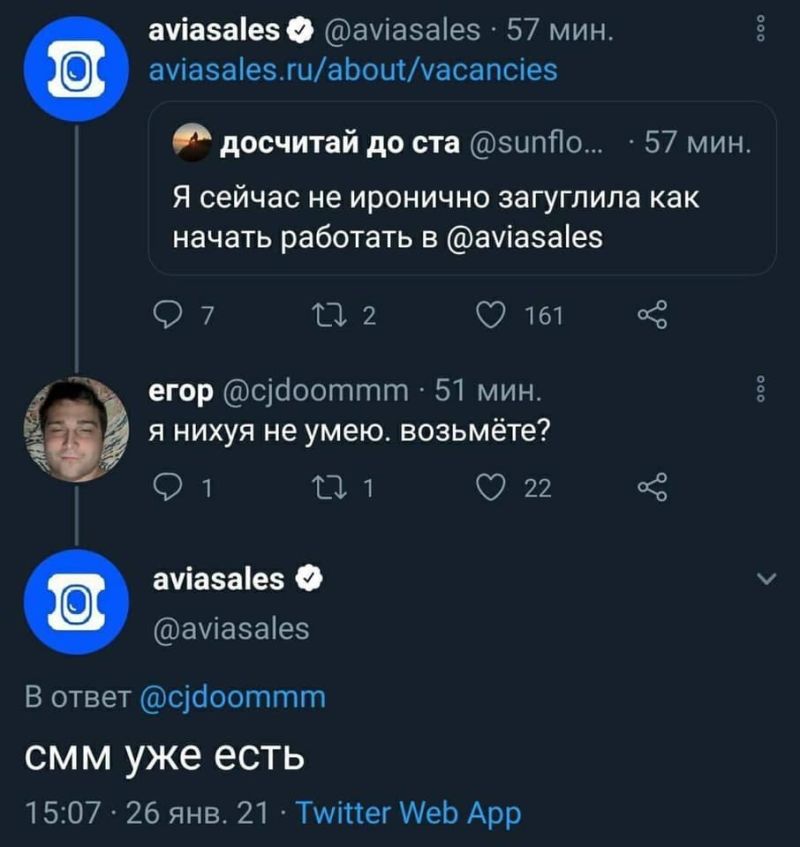 aviasales @aviasales · 57 мин.
aviasales.ru/about/vacancies
досчитай до ста @sunflo... · 57 мин.
Я сейчас не иронично загуглила как
начать работать в @aviasales
7 2 161
егор @cjdoommm · 51 мин.
я нихуя не умею. возьмёте?
1 1 22
aviasales
@aviasales
В ответ @cjdoommm
смм уже есть
15:07 · 26 янв. 21 · Twitter Web App